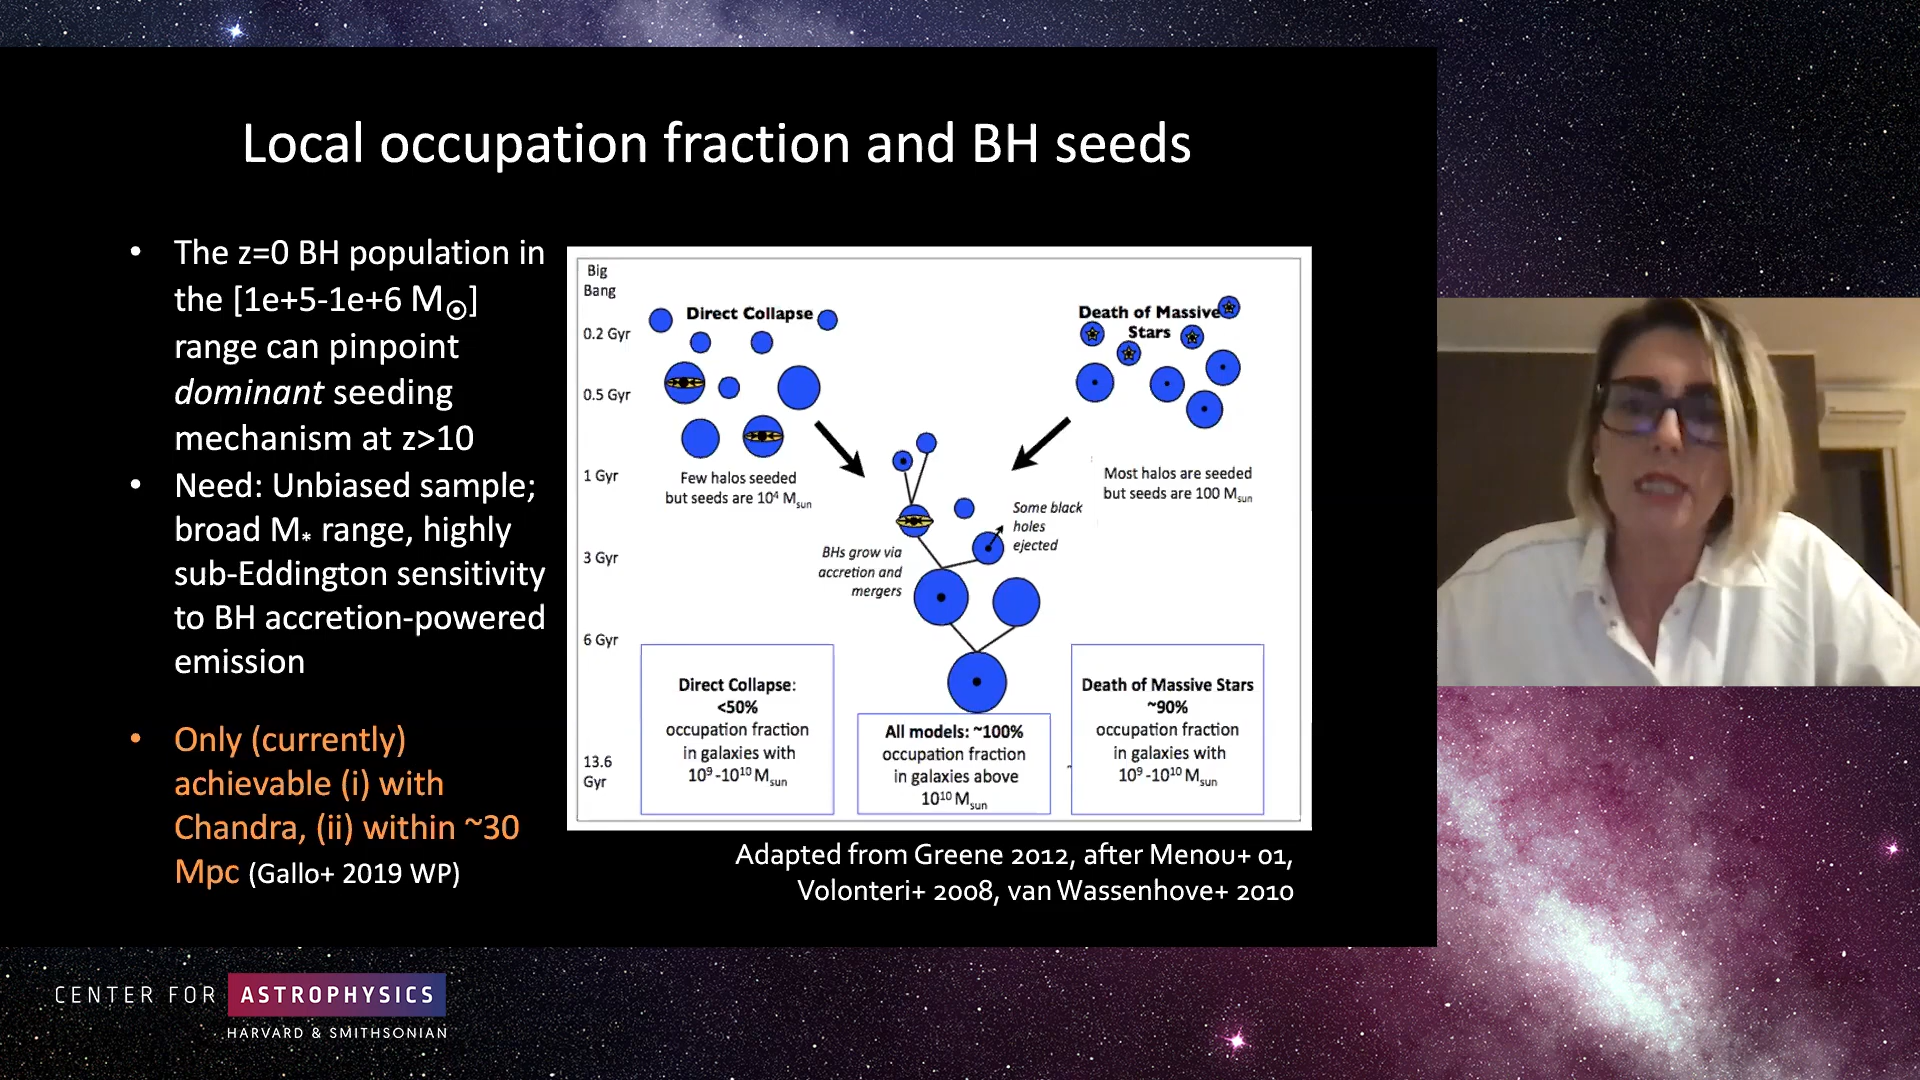 Local occupation fraction and BH seeds
• The z=0 BH population in
the [1e+5-1e+6 M☉]
range can pinpoint
dominant seeding
mechanism at z>10
• Need: Unbiased sample;
broad M* range, highly
sub-Eddington sensitivity
to BH accretion-powered
emission
• Only (currently)
achievable (i) with
Chandra, (ii) within ~30
Mpc (Gallo+ 2019 WP)
Big
Bang
0.2 Gyr
0.5 Gyr
1 Gyr
3 Gyr
6 Gyr
13.6
Gyr
Direct Collapse
Few halos seeded
but seeds are 10⁴ Msun
Death of Massive
Stars
Most halos are seeded
but seeds are 100 Msun
Some black
holes
ejected
BHs grow via
accretion and
mergers
Direct Collapse:
<50%
occupation fraction
in galaxies with
10⁹-10¹⁰ Msun
All models: ~100%
occupation fraction
in galaxies above
10¹⁰ Msun
Death of Massive Stars
~90%
occupation fraction
in galaxies with
10⁹-10¹⁰ Msun
Adapted from Greene 2012, after Menou+ 01,
Volonteri+ 2008, van Wassenhove+ 2010
CENTER FOR ASTROPHYSICS
HARVARD & SMITHSONIAN